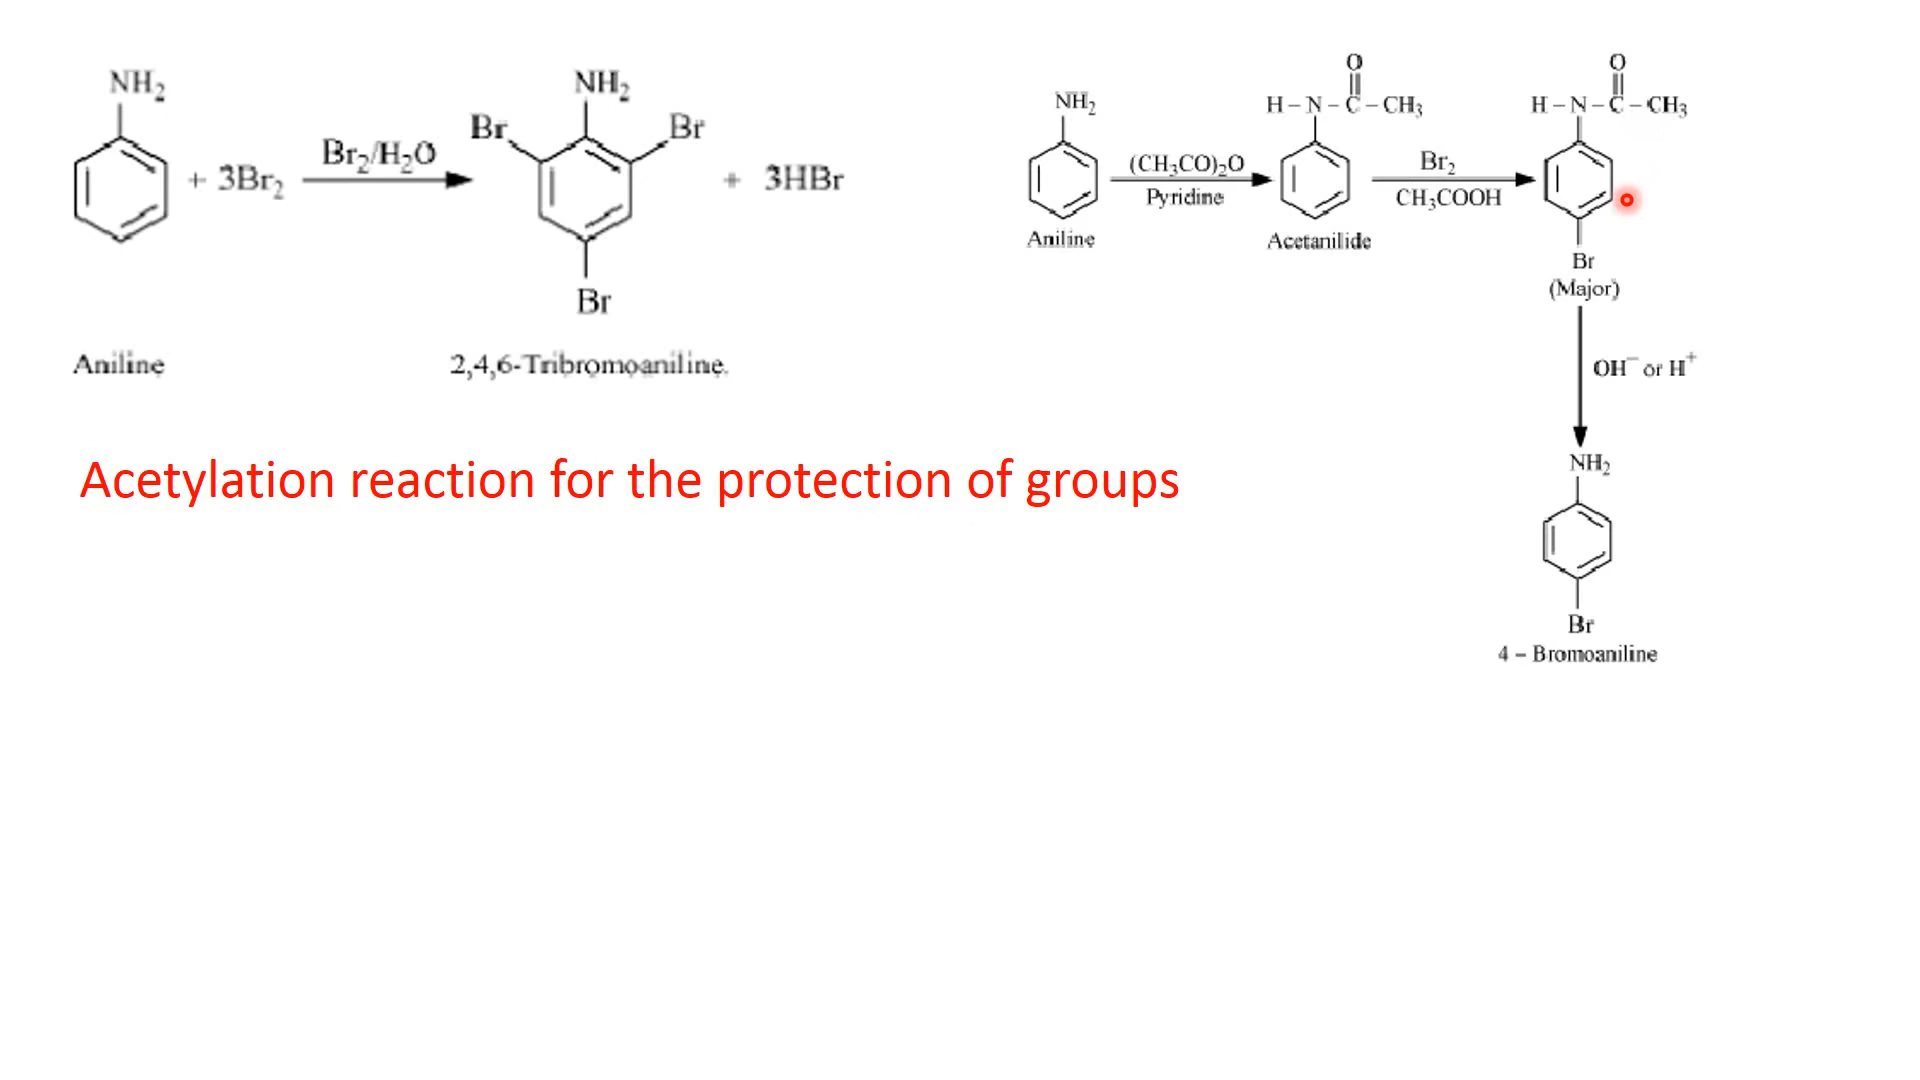 NH₂
+ 3Br₂
Br₂/H₂O
NH₂
Br
Br
Br
+ 3HBr
Aniline
2,4,6-Tribromoaniline.
NH₂
Aniline
(CH₃CO)₂O
Pyridine
O
H – N – C – CH₃
Acetanilide
Br₂
CH₃COOH
O
H – N – C – CH₃
Br
(Major)
OH⁻ or H⁺
NH₂
Br
4 – Bromoaniline
Acetylation reaction for the protection of groups